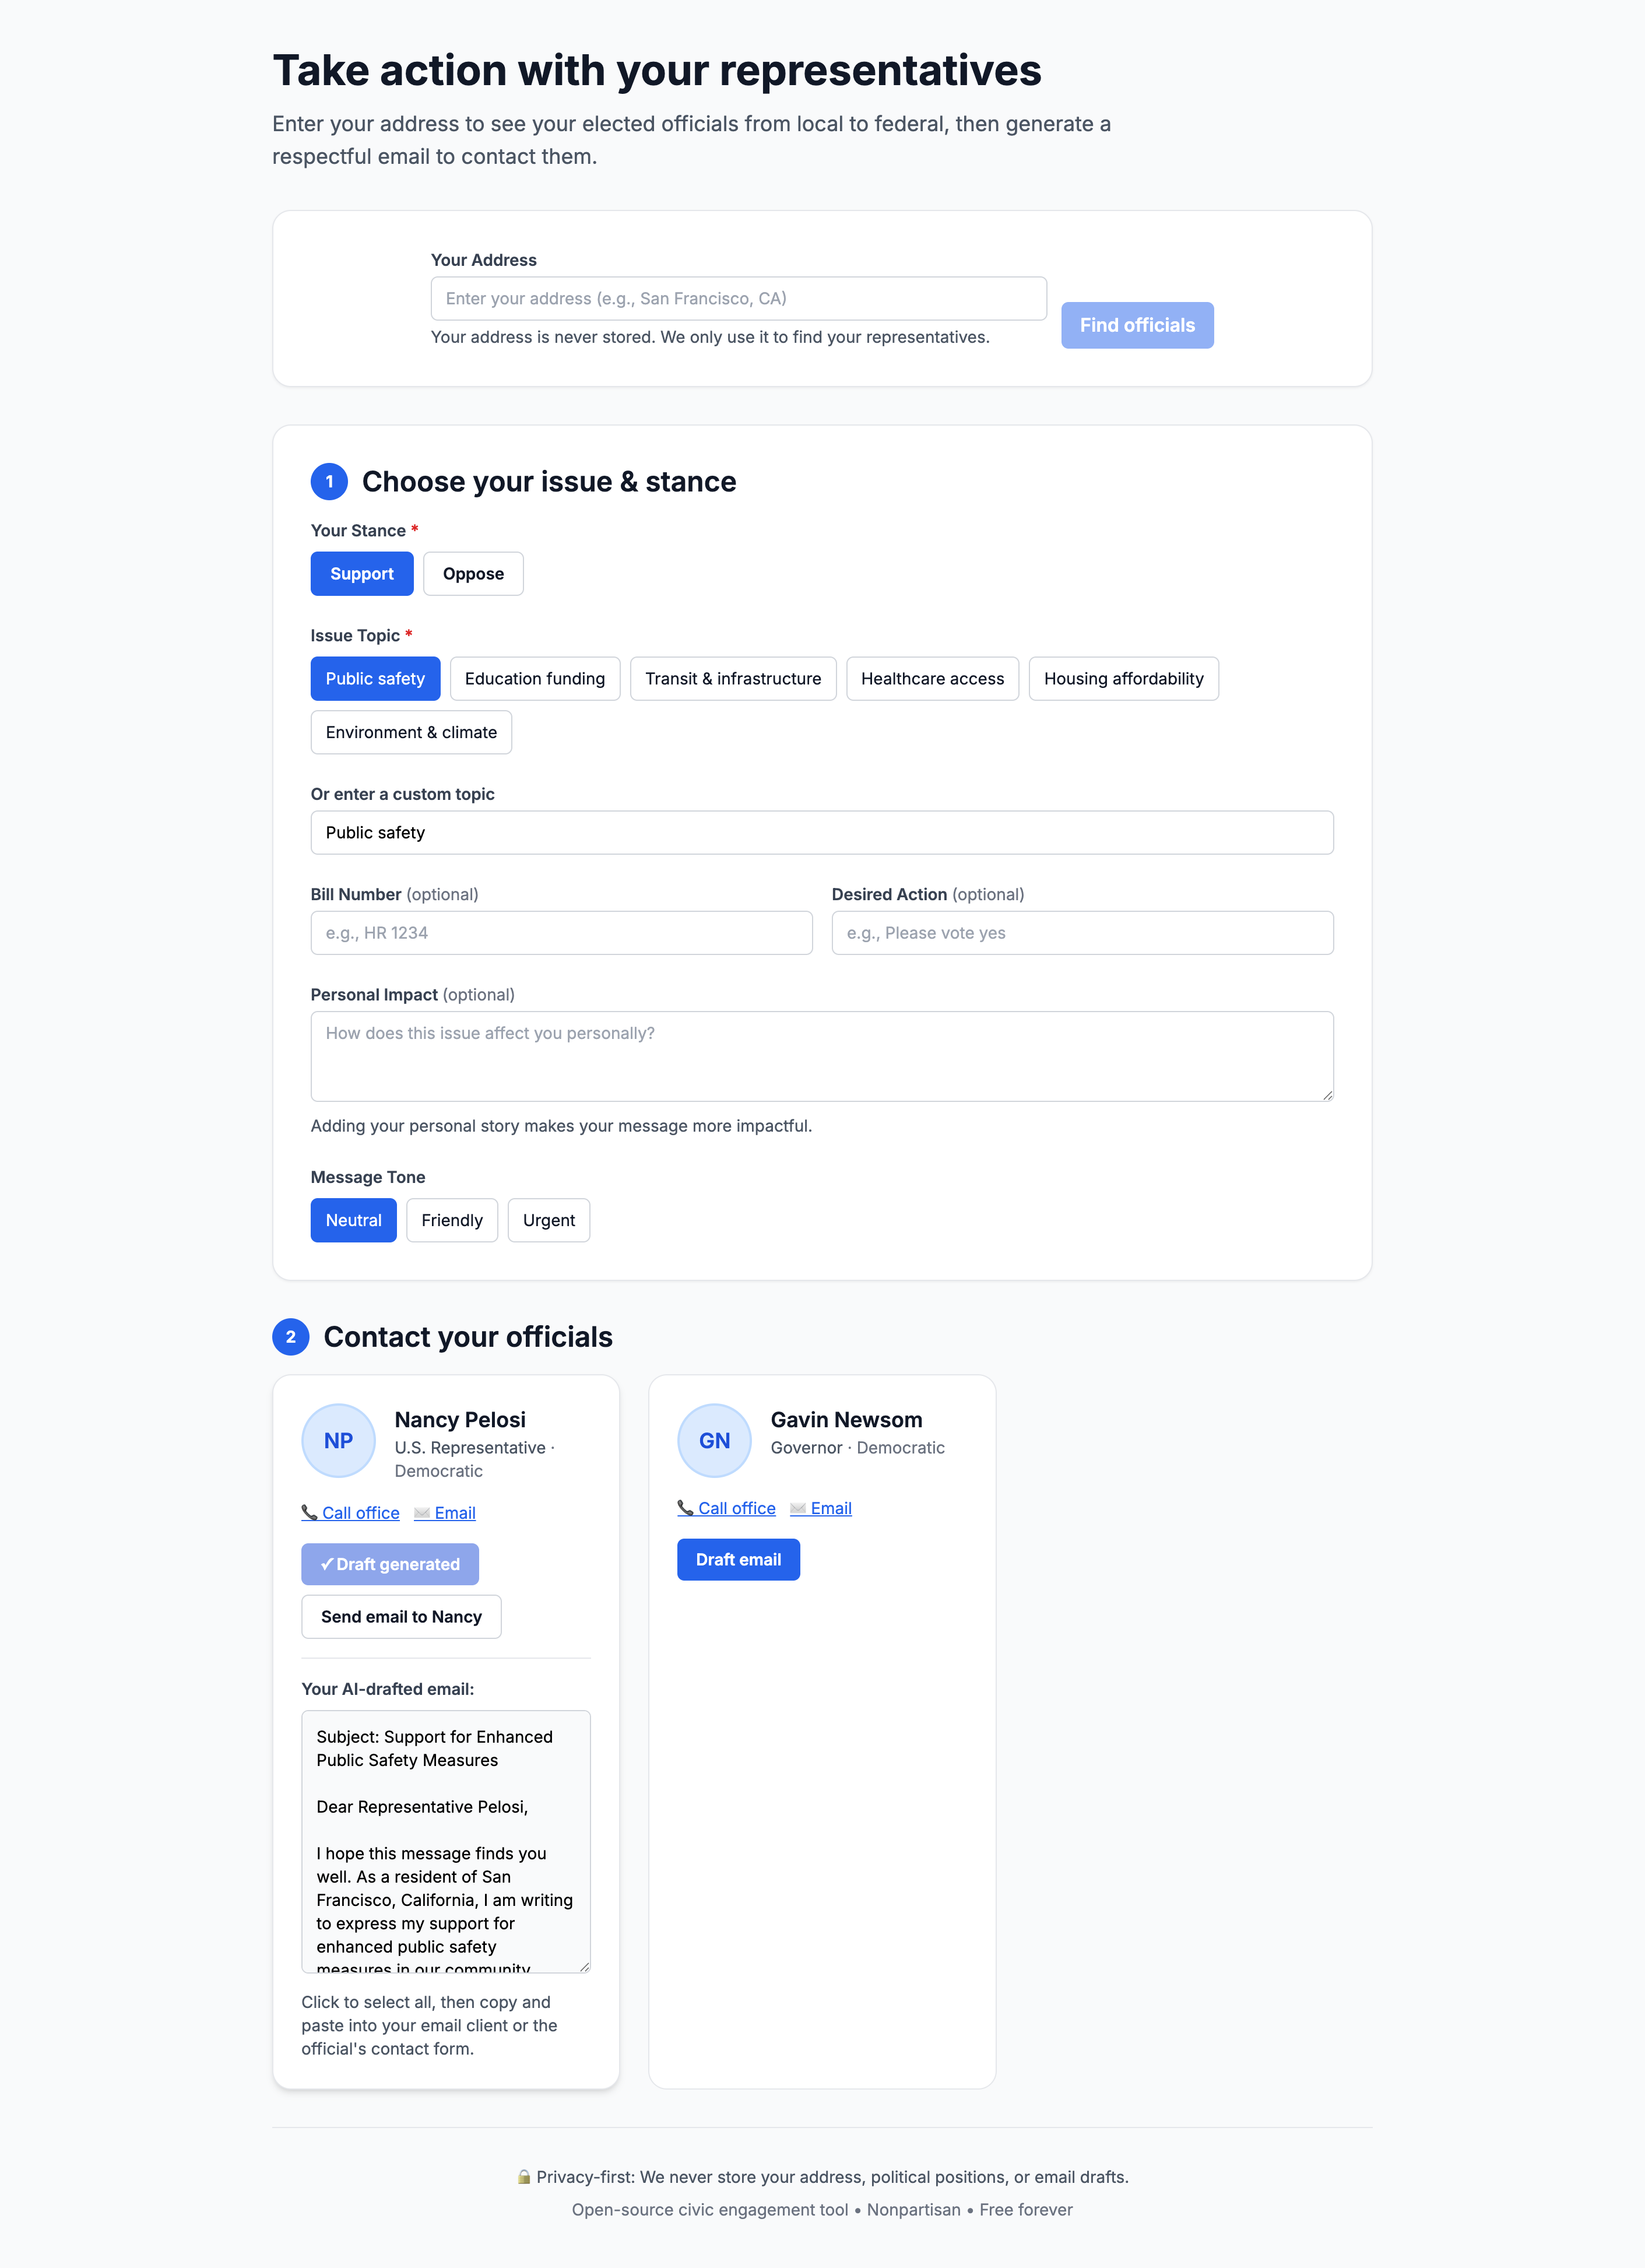 Take action with your representatives
Enter your address to see your elected officials from local to federal, then generate a
respectful email to contact them.
Your Address
Enter your address (e.g., San Francisco, CA)
Your address is never stored. We only use it to find your representatives.
Find officials
1 Choose your issue & stance
Your Stance *
Support Oppose
Issue Topic *
Public safety Education funding Transit & infrastructure Healthcare access Housing affordability
Environment & climate
Or enter a custom topic
Public safety
Bill Number (optional) Desired Action (optional)
e.g., HR 1234 e.g., Please vote yes
Personal Impact (optional)
How does this issue affect you personally?
Adding your personal story makes your message more impactful.
Message Tone
Neutral Friendly Urgent
2 Contact your officials
NP
Nancy Pelosi
U.S. Representative ·
Democratic
📞 Call office ✉️ Email
✓ Draft generated
Send email to Nancy
Your AI-drafted email:
Subject: Support for Enhanced
Public Safety Measures
Dear Representative Pelosi,
I hope this message finds you
well. As a resident of San
Francisco, California, I am writing
to express my support for
enhanced public safety
measures in our community
Click to select all, then copy and
paste into your email client or the
official's contact form.
GN
Gavin Newsom
Governor · Democratic
📞 Call office ✉️ Email
Draft email
🔒 Privacy-first: We never store your address, political positions, or email drafts.
Open-source civic engagement tool • Nonpartisan • Free forever